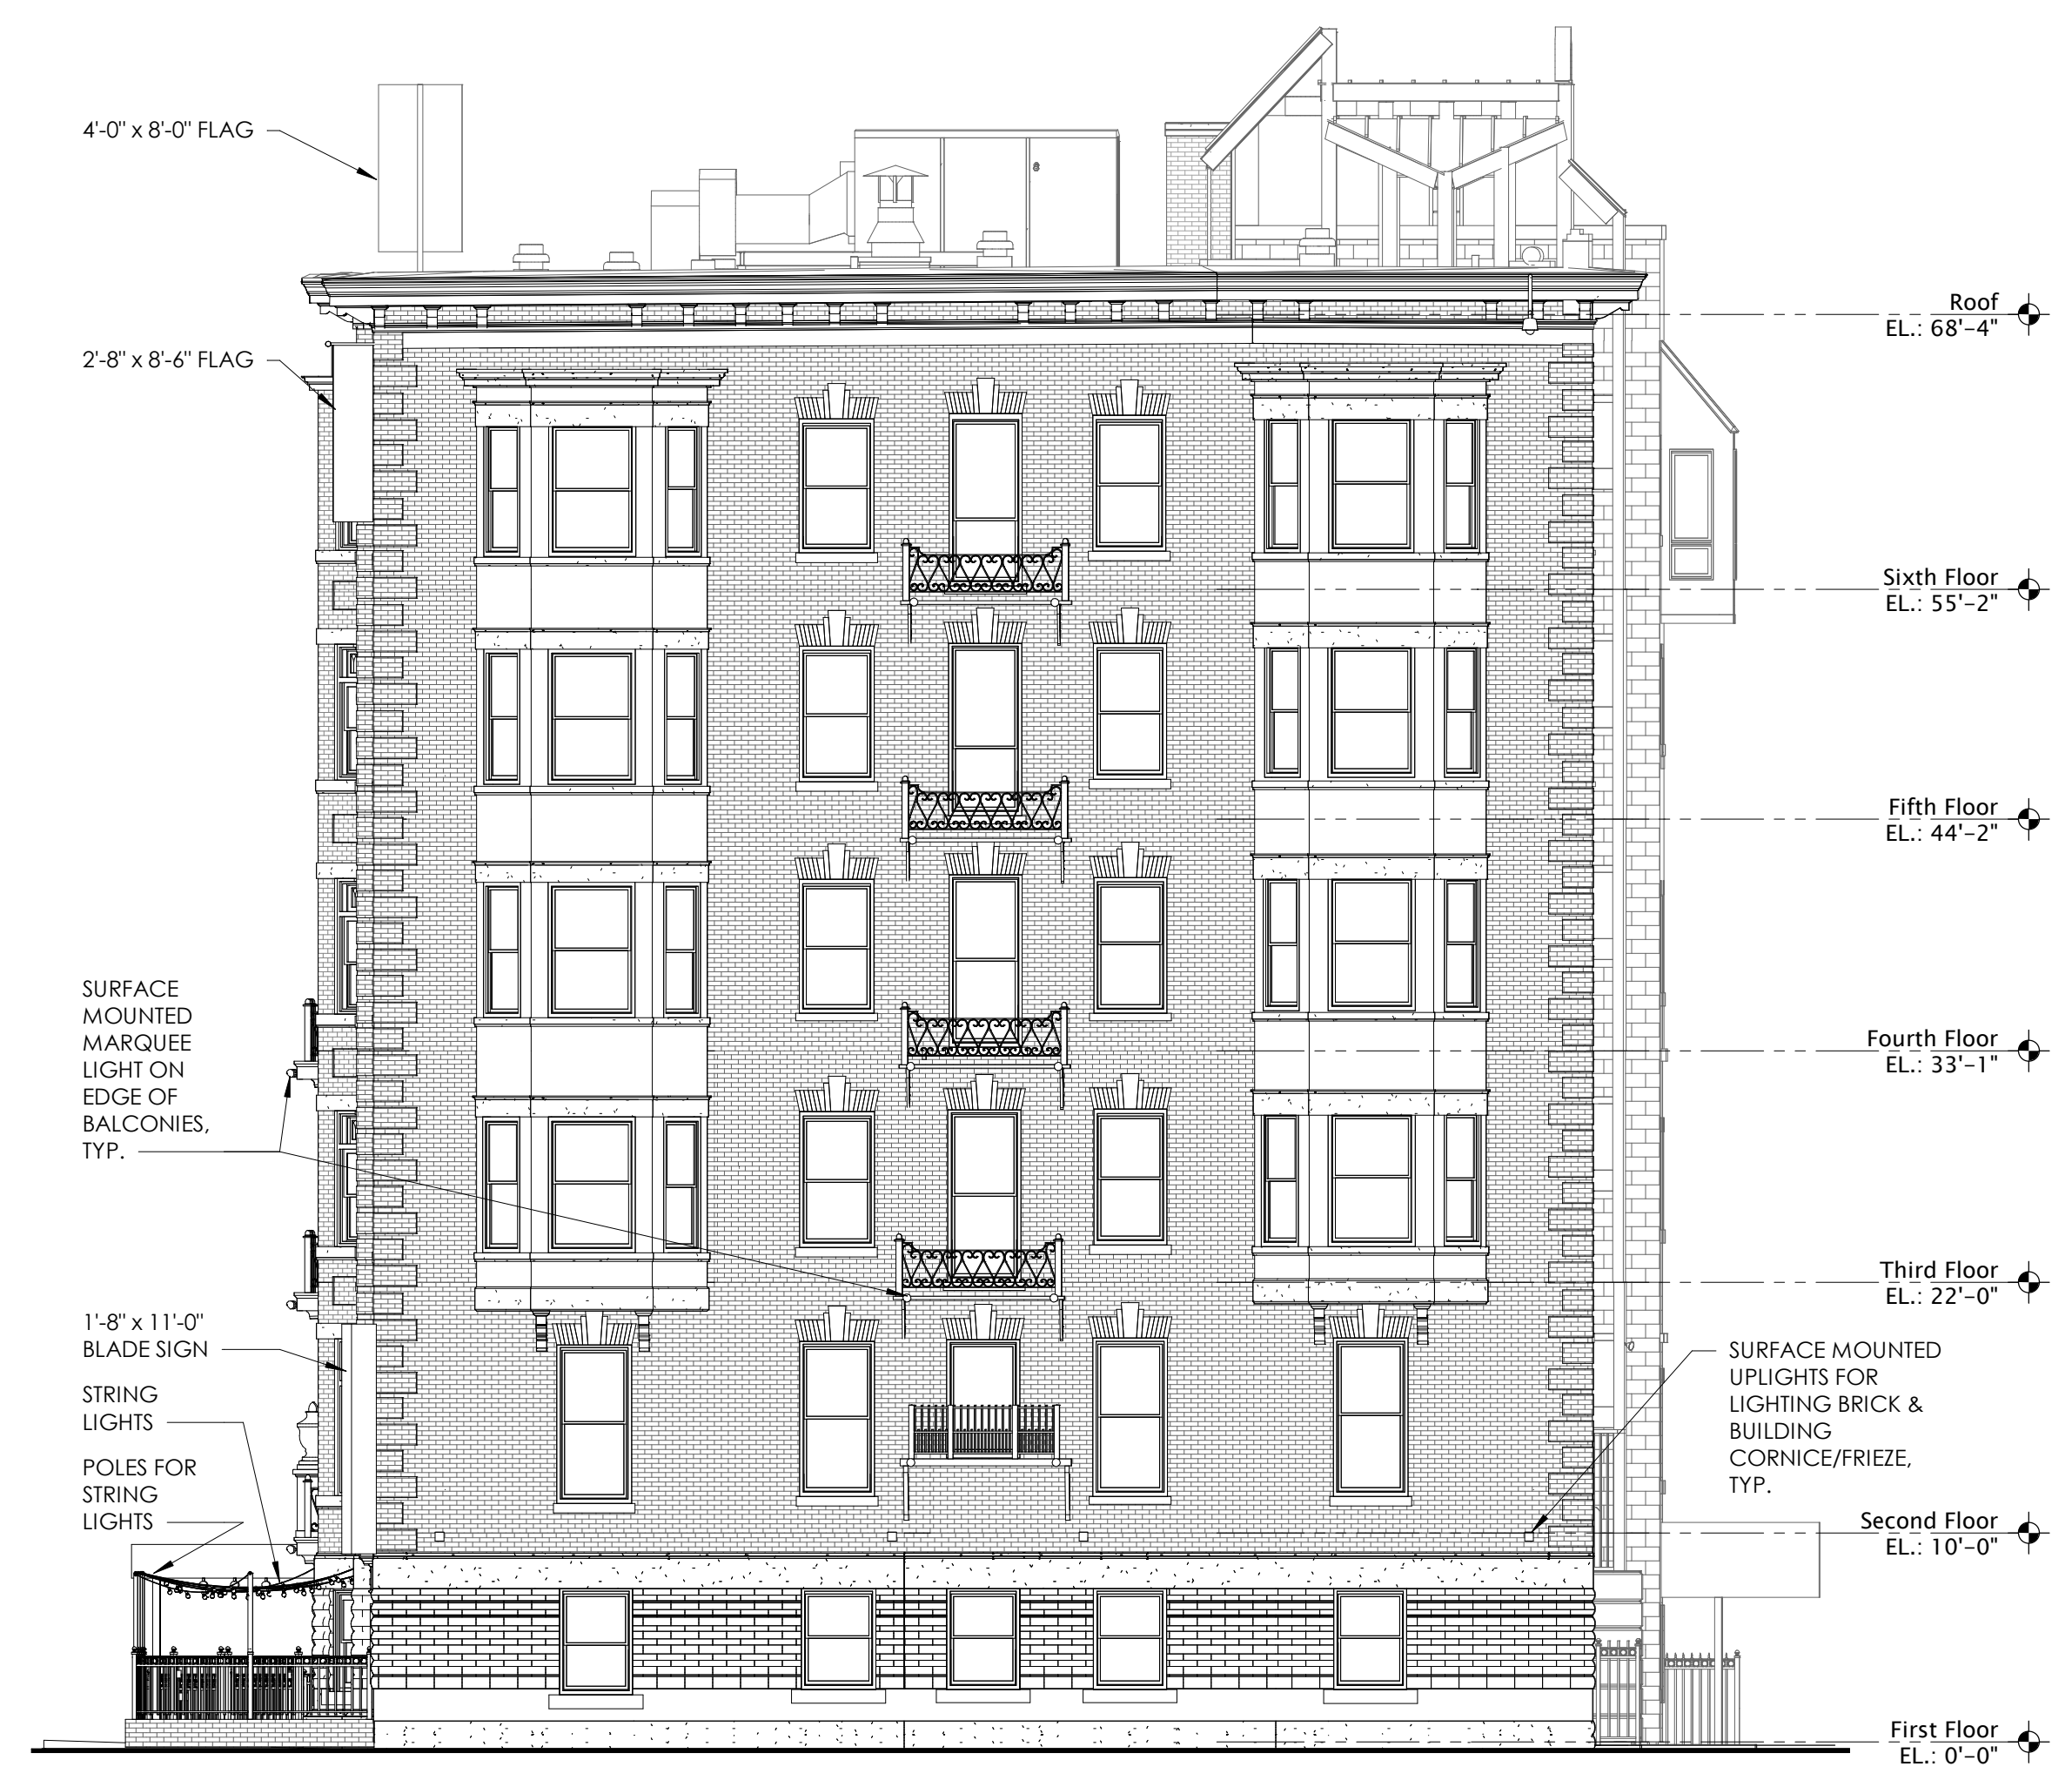 4'-0" x 8'-0" FLAG
Roof
EL.: 68'-4"
2'-8" x 8'-6" FLAG
Sixth Floor
EL.: 55'-2"
Fifth Floor
EL.: 44'-2"
SURFACE
MOUNTED
MARQUEE
LIGHT ON
EDGE OF
BALCONIES,
TYP.
Fourth Floor
EL.: 33'-1"
Third Floor
EL.: 22'-0"
1'-8" x 11'-0"
BLADE SIGN
STRING
LIGHTS
POLES FOR
STRING
LIGHTS
SURFACE MOUNTED
UPLIGHTS FOR
LIGHTING BRICK &
BUILDING
CORNICE/FRIEZE,
TYP.
Second Floor
EL.: 10'-0"
First Floor
EL.: 0'-0"